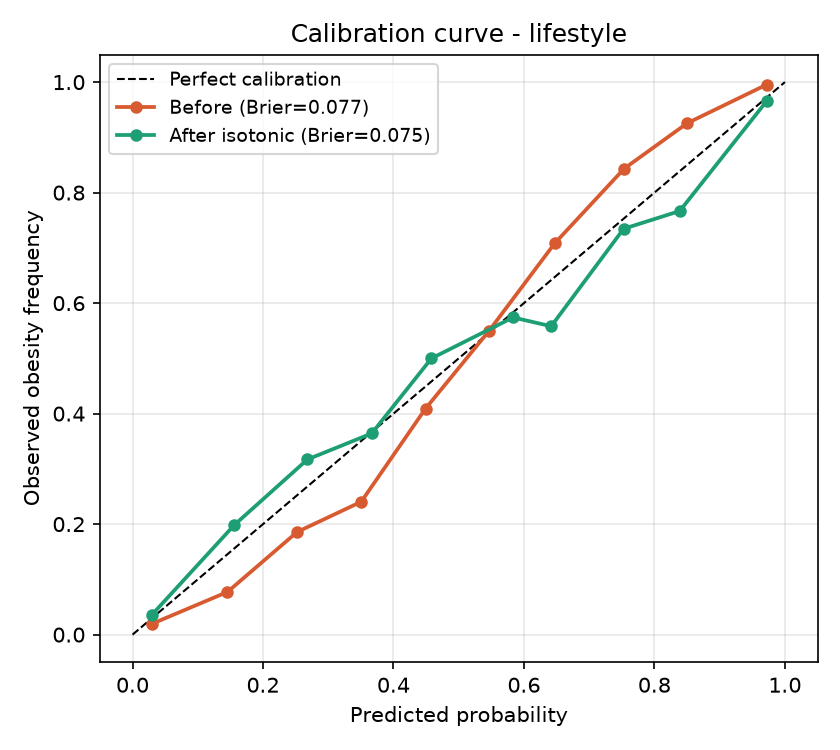 Calibration curve - lifestyle
Perfect calibration
Before (Brier=0.077)
After isotonic (Brier=0.075)
Observed obesity frequency
1.0
0.8
0.6
0.4
0.2
0.0
0.0 0.2 0.4 0.6 0.8 1.0
Predicted probability